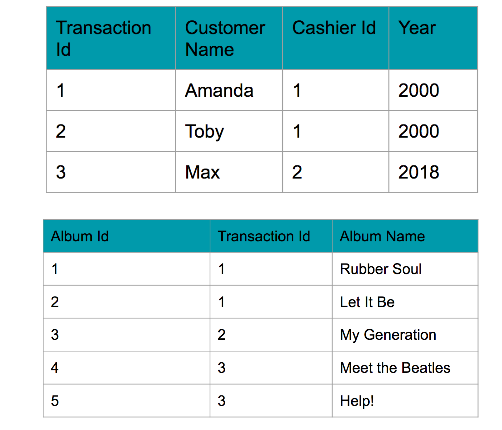 Transaction Id Customer Name Cashier Id Year
1 Amanda 1 2000
2 Toby 1 2000
3 Max 2 2018
Album Id Transaction Id Album Name
1 1 Rubber Soul
2 1 Let It Be
3 2 My Generation
4 3 Meet the Beatles
5 3 Help!